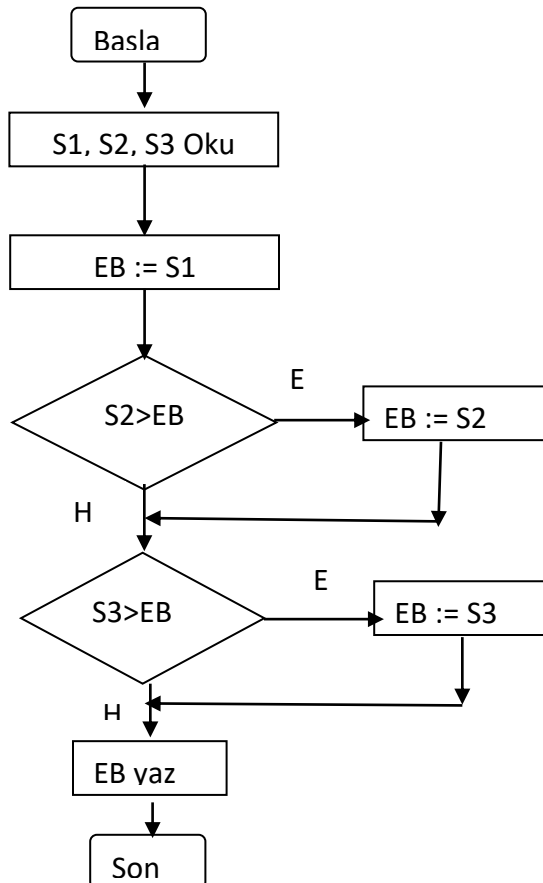 Basla
S1, S2, S3 Oku
EB := S1
E
S2>EB
EB := S2
H
E
S3>EB
EB := S3
H
EB yaz
Son